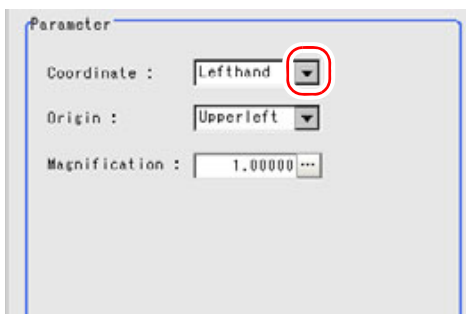 Parameter
Coordinate : Lefthand
Origin : Upperleft
Magnification : 1.00000 ...